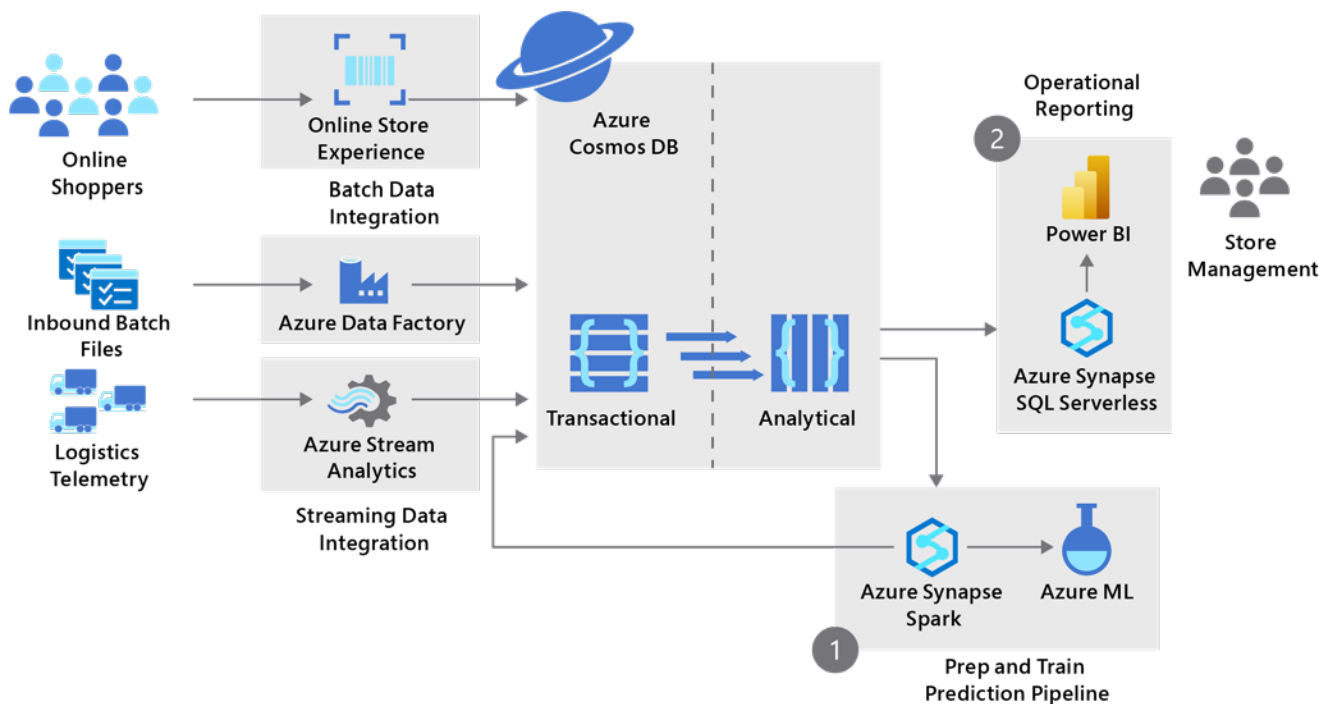 Online
Shoppers
Online Store
Experience
Batch Data
Integration
Inbound Batch
Files
Azure Data Factory
Logistics
Telemetry
Azure Stream
Analytics
Streaming Data
Integration
Azure
Cosmos DB
Transactional
Analytical
Operational
Reporting
2
Power BI
Azure Synapse
SQL Serverless
Store
Management
Azure Synapse
Spark
Azure ML
1
Prep and Train
Prediction Pipeline